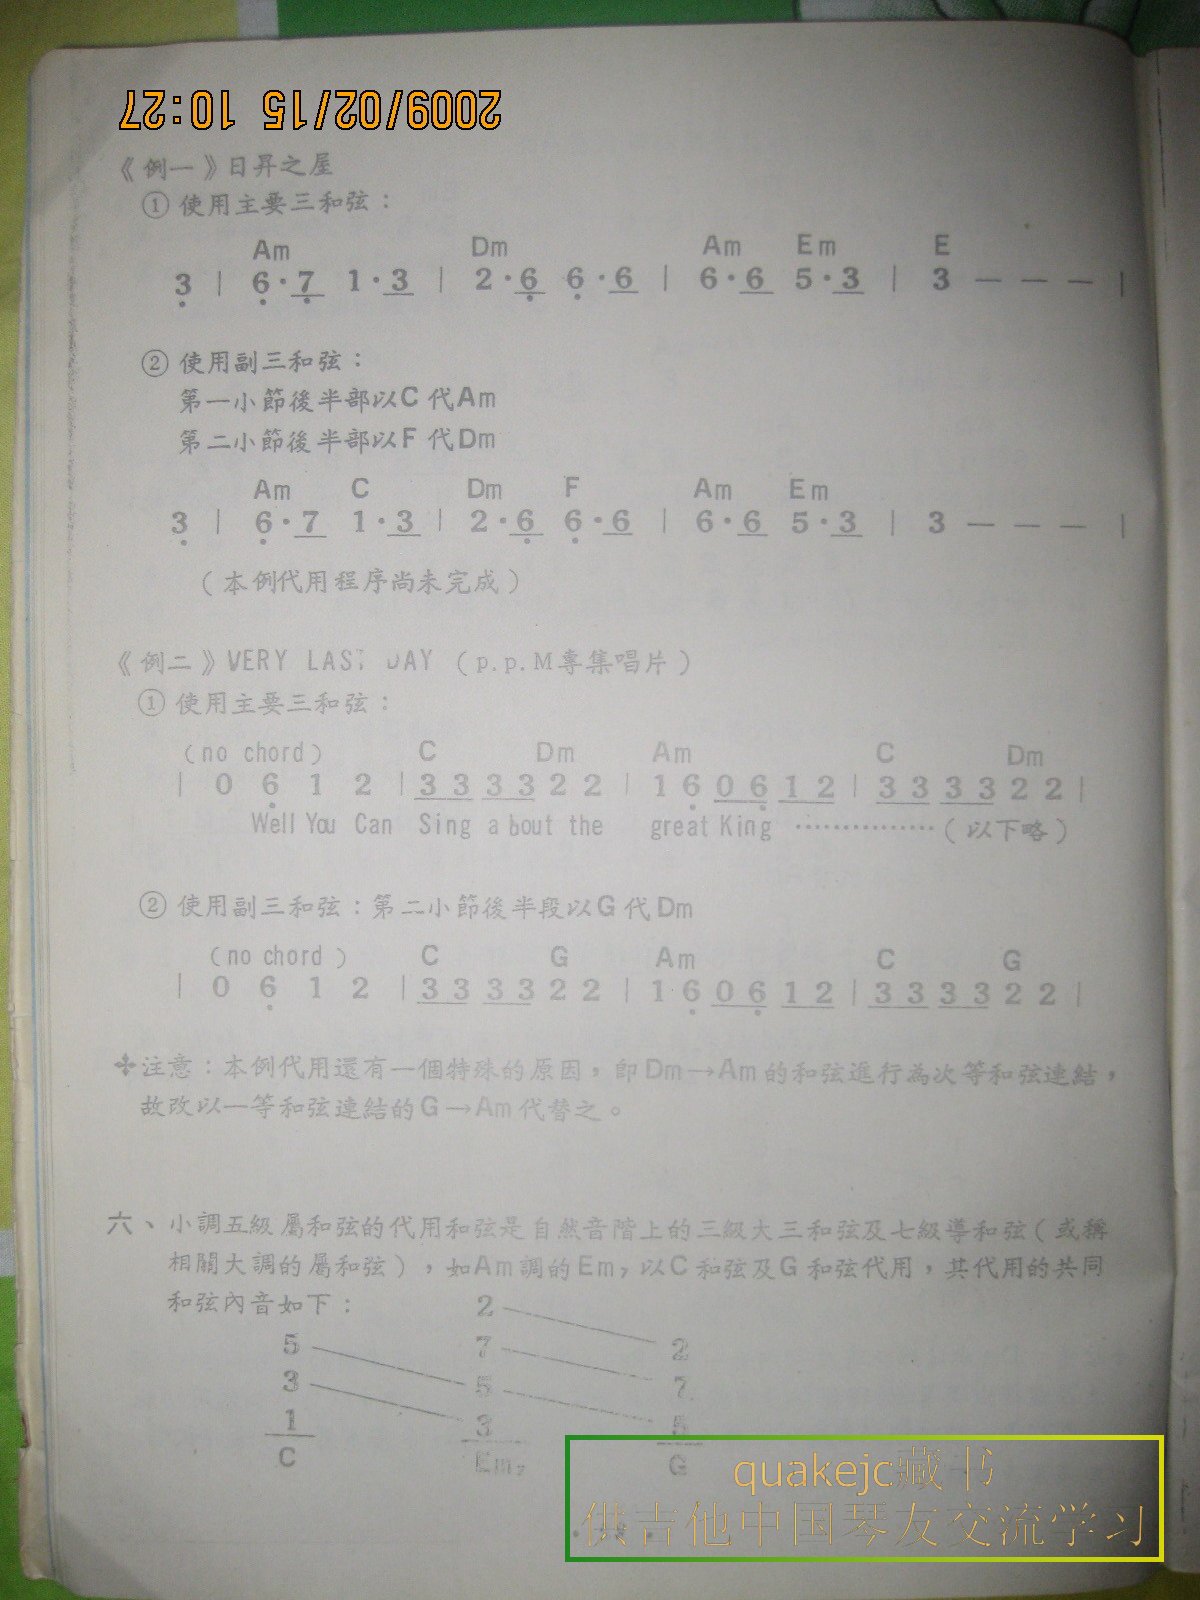 2009/02/15 10:27
《例一》日昇之屋
① 使用主要三和弦：
Am Dm Am Em E
3 | 6·7 1·3 | 2·6 6·6 | 6·6 5·3 | 3 — — — |
② 使用副三和弦：
第一小節後半部以C代Am
第二小節後半部以F代Dm
Am C Dm F Am Em
3 | 6·7 1·3 | 2·6 6·6 | 6·6 5·3 | 3 — — — |
（本例代用程序尚未完成）
《例二》VERY LAST DAY（p.p.M專集唱片）
① 使用主要三和弦：
（no chord） C Dm Am C Dm
| 0 6 1 2 | 3 3 3 3 2 2 | 1 6 0 6 1 2 | 3 3 3 3 2 2 |
Well You Can Sing a bout the great King ················（以下略）
② 使用副三和弦：第二小節後半段以G代Dm
（no chord） C G Am C G
| 0 6 1 2 | 3 3 3 3 2 2 | 1 6 0 6 1 2 | 3 3 3 3 2 2 |
✣注意：本例代用還有一個特殊的原因，即Dm→Am的和弦進行為次等和弦連結，
故改以一等和弦連結的G→Am代替之。
六、小調五級屬和弦的代用和弦是自然音階上的三級大三和弦及七級導和弦（或稱
相關大調的屬和弦），如Am調的Em7以C和弦及G和弦代用，其代用的共同
和弦內音如下：
2
5 7 2
3 5 7
1 3 5
C Em7 G
quakejc藏书
供吉他中国琴友交流学习